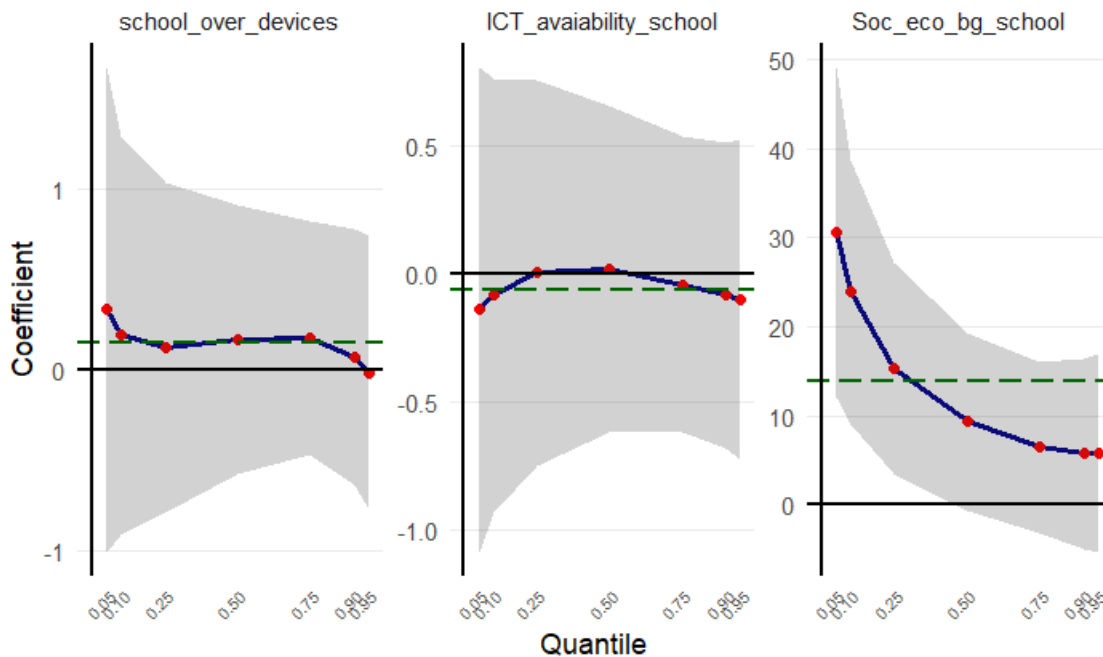 school_over_devices
ICT_avaiability_school
Soc_eco_bg_school
Coefficient
1
0
-1
0.5
0.0
-0.5
-1.0
50
40
30
20
10
0
0.05 0.10 0.25 0.50 0.75 0.90 0.95
0.05 0.10 0.25 0.50 0.75 0.90 0.95
0.05 0.10 0.25 0.50 0.75 0.90 0.95
Quantile